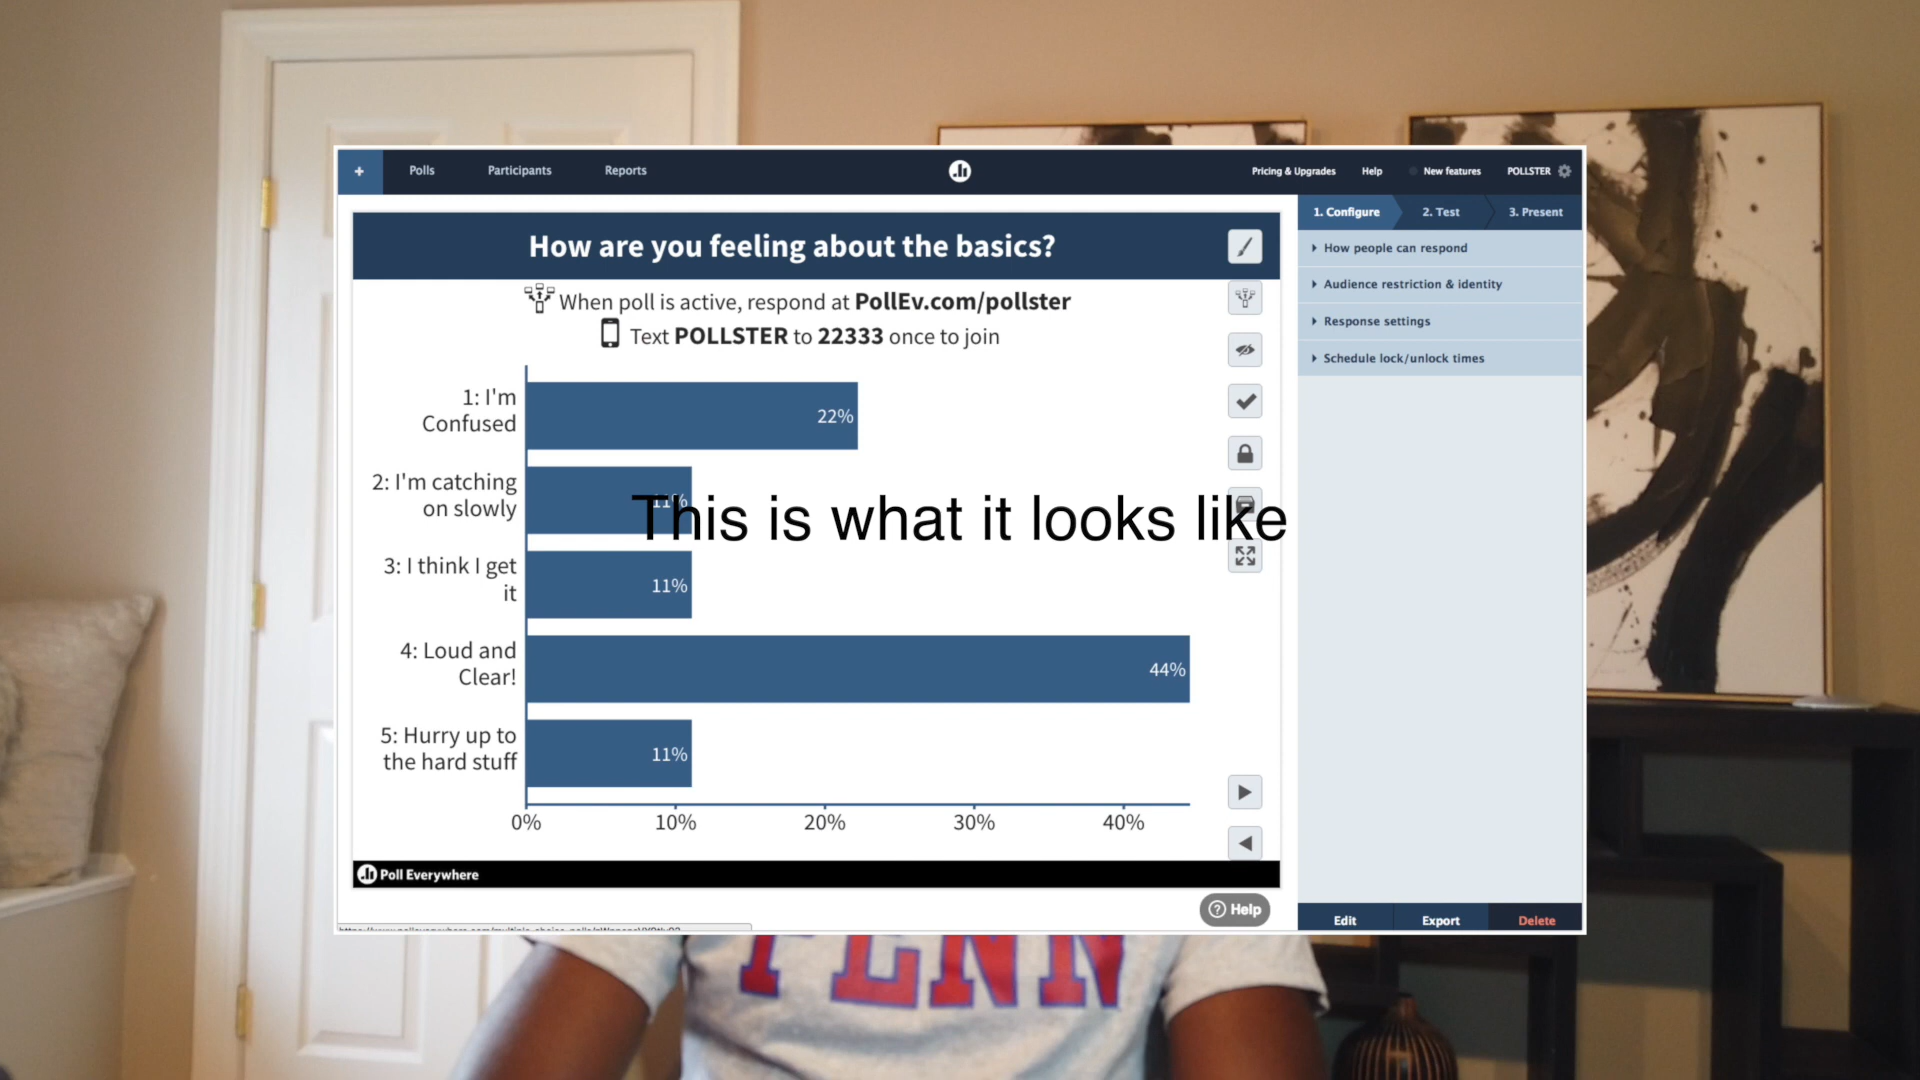 + Polls Participants Reports Pricing & Upgrades Help New features POLLSTER
1. Configure 2. Test 3. Present
How are you feeling about the basics?
How people can respond
Audience restriction & identity
Response settings
Schedule lock/unlock times
When poll is active, respond at PollEv.com/pollster
Text POLLSTER to 22333 once to join
1: I'm
Confused
22%
2: I'm catching
on slowly
11%
This is what it looks like
3: I think I get
it
11%
4: Loud and
Clear!
44%
5: Hurry up to
the hard stuff
11%
0% 10% 20% 30% 40%
Poll Everywhere
Help
Edit Export Delete
PENN